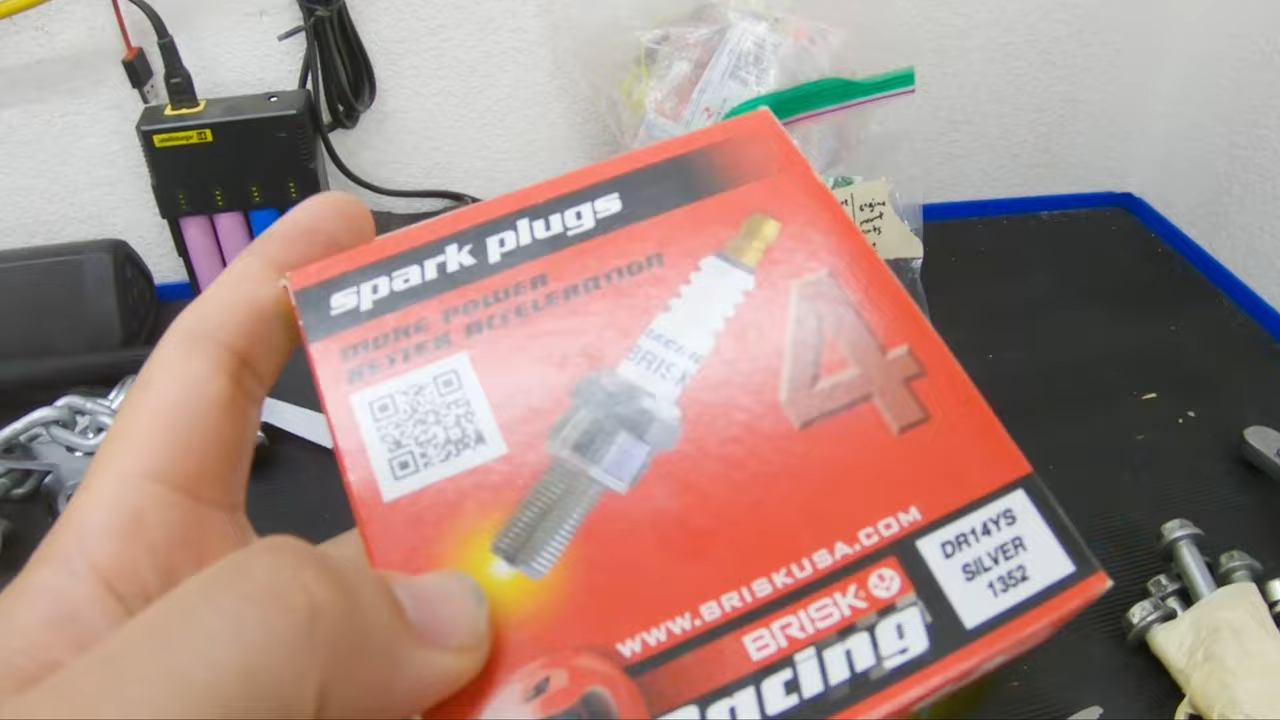 spark plugs
MORE POWER
BETTER ACCELERATION
BRISK
4
WWW.BRISKUSA.COM
DR14YS
SILVER
1352
BRISK
Racing